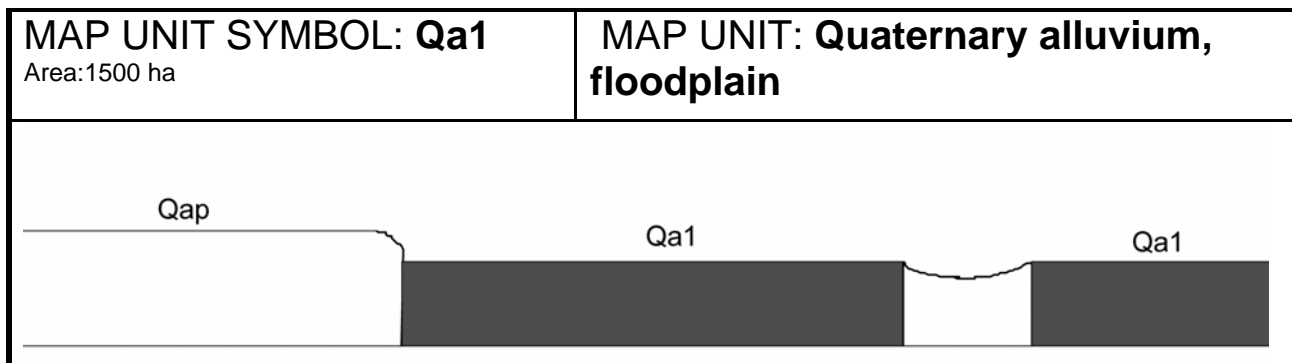 MAP UNIT SYMBOL: Qa1
Area:1500 ha
MAP UNIT: Quaternary alluvium,
floodplain
Qap
Qa1
Qa1